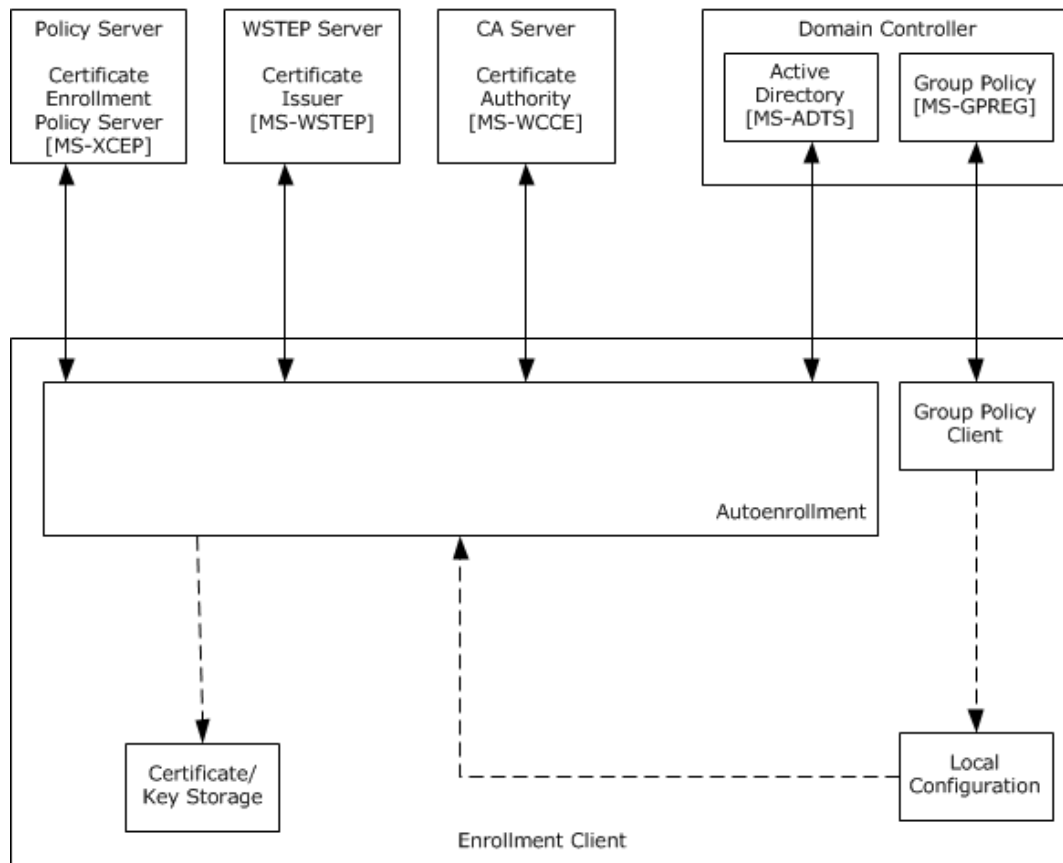 Policy Server
Certificate
Enrollment
Policy Server
[MS-XCEP]
WSTEP Server
Certificate
Issuer
[MS-WSTEP]
CA Server
Certificate
Authority
[MS-WCCE]
Domain Controller
Active
Directory
[MS-ADTS]
Group Policy
[MS-GPREG]
Autoenrollment
Group Policy
Client
Certificate/
Key Storage
Local
Configuration
Enrollment Client